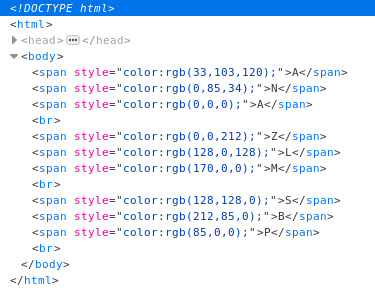 <!DOCTYPE html>
<html>
<head>⋯</head>
<body>
<span style="color:rgb(33,103,120);">A</span>
<span style="color:rgb(0,85,34);">N</span>
<span style="color:rgb(0,0,0);">A</span>
<br>
<span style="color:rgb(0,0,212);">Z</span>
<span style="color:rgb(128,0,128);">L</span>
<span style="color:rgb(170,0,0);">M</span>
<br>
<span style="color:rgb(128,128,0);">S</span>
<span style="color:rgb(212,85,0);">B</span>
<span style="color:rgb(85,0,0);">P</span>
<br>
</body>
</html>